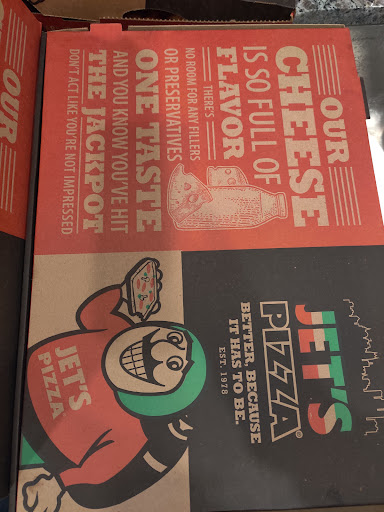 OUR
CHEESE
IS SO FULL OF
FLAVOR
THERE'S
NO ROOM FOR ANY FILLERS
OR PRESERVATIVES
ONE TASTE
AND YOU KNOW YOU'VE HIT
THE JACKPOT
DON'T ACT LIKE YOU'RE NOT IMPRESSED
JET'S
PIZZA®
BETTER, BECAUSE
IT HAS TO BE.
EST. 1978
JET'S
PIZZA
OUR